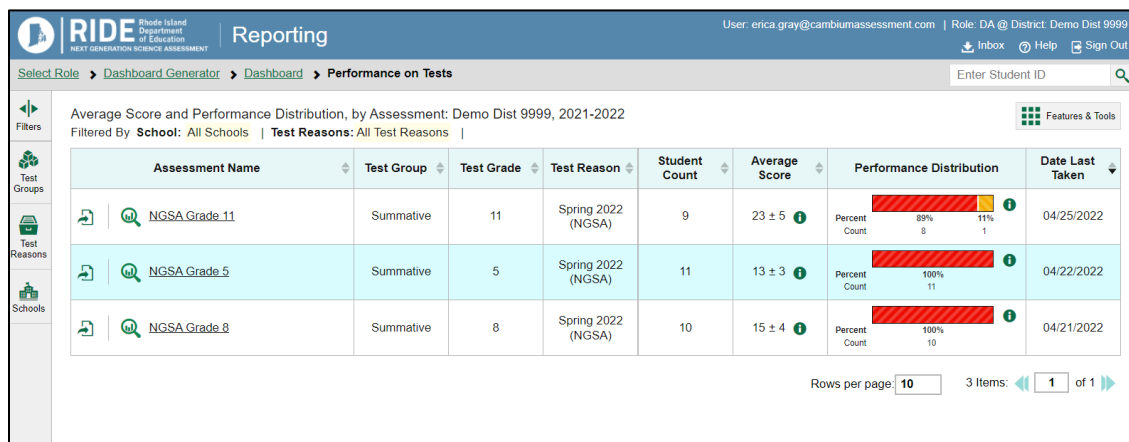 RIDE Rhode Island Department of Education
NEXT GENERATION SCIENCE ASSESSMENT
Reporting
User: erica.gray@cambiumassessment.com | Role: DA @ District: Demo Dist 9999
Inbox Help Sign Out
Select Role > Dashboard Generator > Dashboard > Performance on Tests
Enter Student ID
Filters
Test Groups
Test Reasons
Schools
Average Score and Performance Distribution, by Assessment: Demo Dist 9999, 2021-2022
Filtered By School: All Schools | Test Reasons: All Test Reasons |
Features & Tools
Assessment Name Test Group Test Grade Test Reason Student Count Average Score Performance Distribution Date Last Taken
NGSA Grade 11 Summative 11 Spring 2022 (NGSA) 9 23 ± 5 Percent 89% 11% Count 8 1 04/25/2022
NGSA Grade 5 Summative 5 Spring 2022 (NGSA) 11 13 ± 3 Percent 100% Count 11 04/22/2022
NGSA Grade 8 Summative 8 Spring 2022 (NGSA) 10 15 ± 4 Percent 100% Count 10 04/21/2022
Rows per page: 10 3 Items: 1 of 1